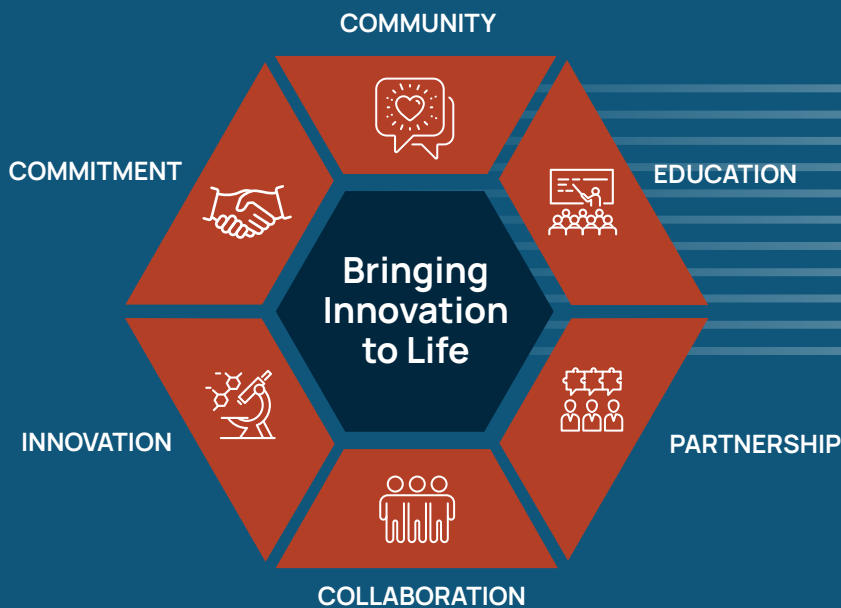 COMMUNITY
COMMITMENT
EDUCATION
Bringing
Innovation
to Life
INNOVATION
PARTNERSHIP
COLLABORATION